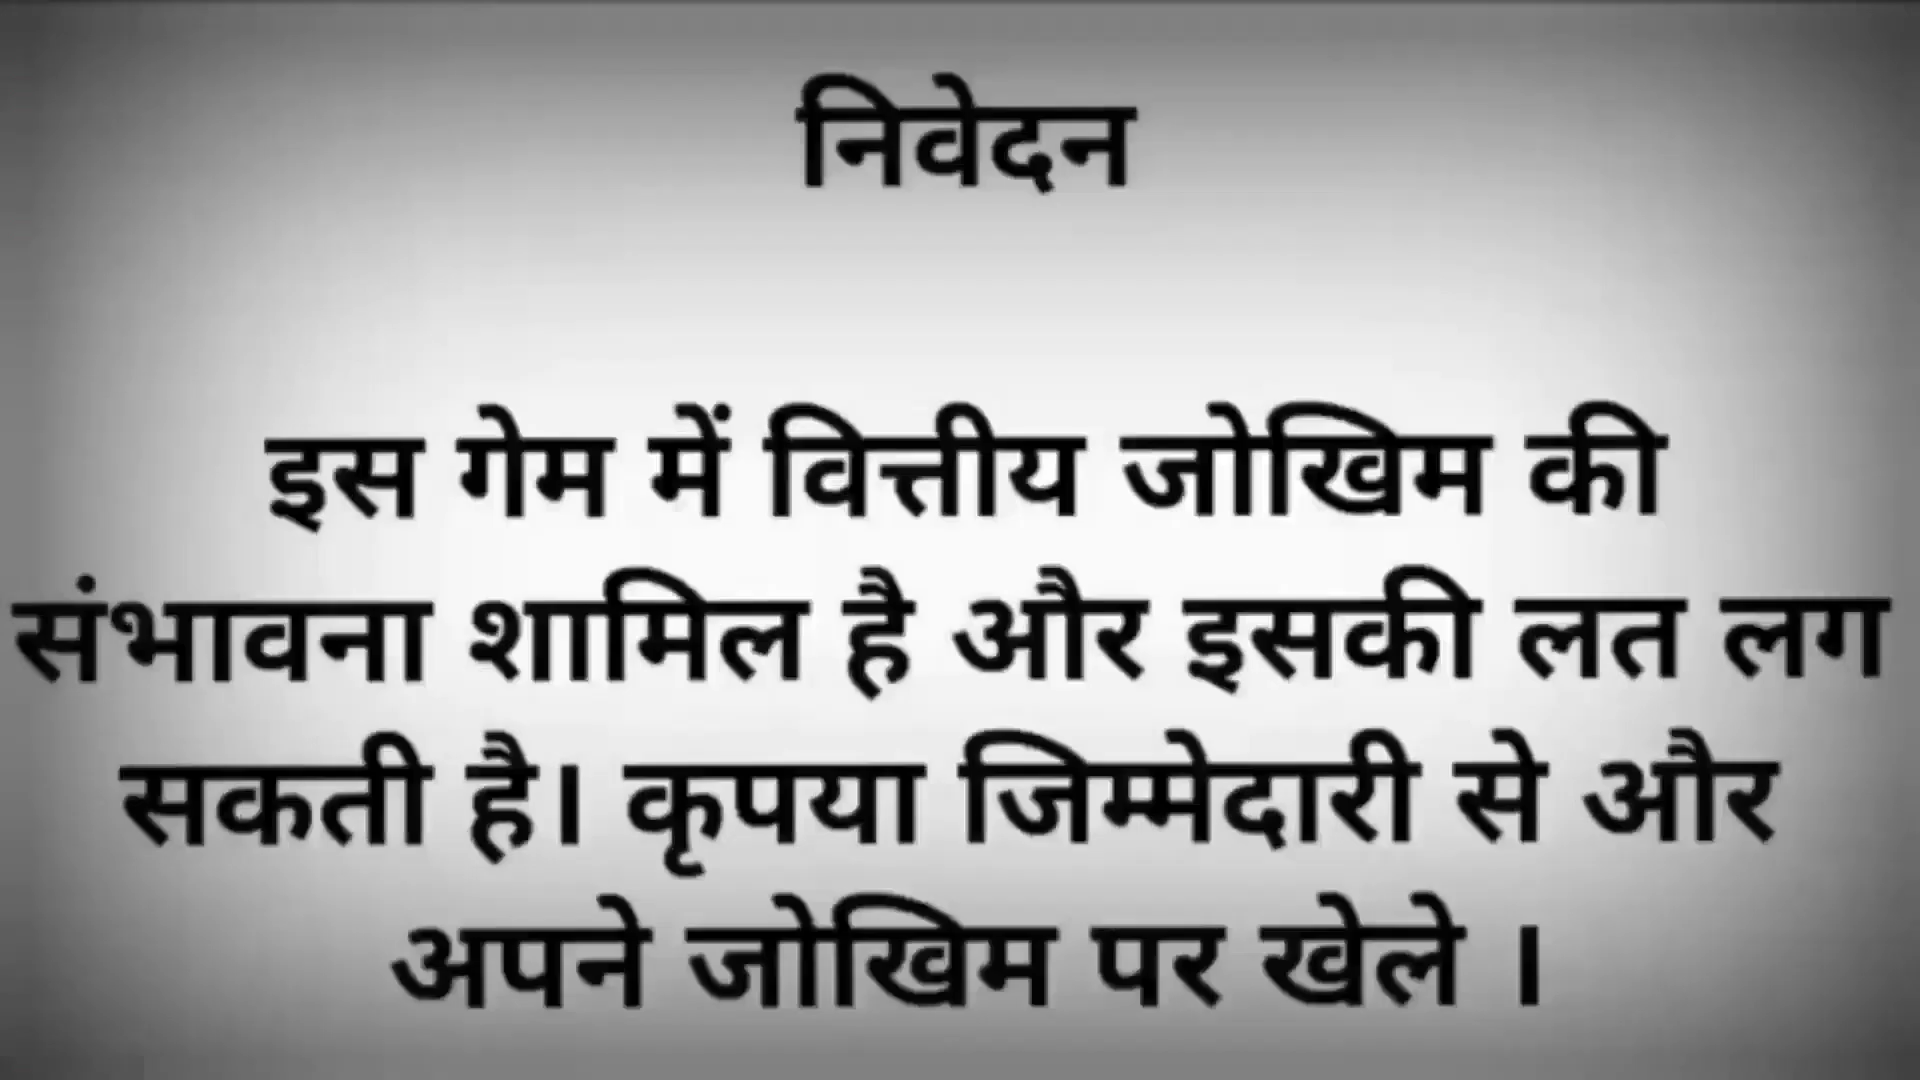 निवेदन
इस गेम में वित्तीय जोखिम की
संभावना शामिल है और इसकी लत लग
सकती है। कृपया जिम्मेदारी से और
अपने जोखिम पर खेले ।